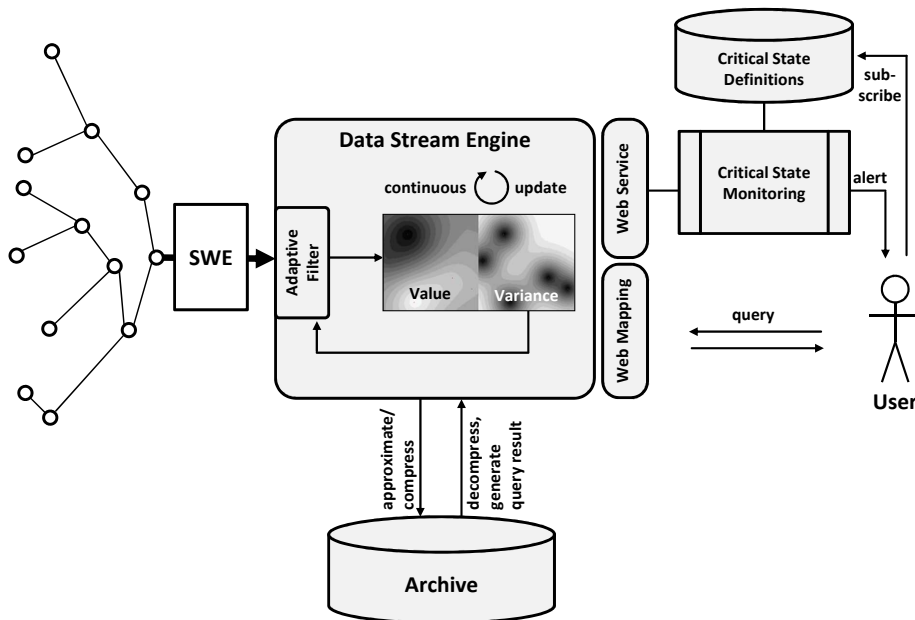 Critical State
Definitions
sub-
scribe
Data Stream Engine
continuous
update
Web Service
Critical State
Monitoring
alert
SWE
Adaptive
Filter
Value
Variance
Web Mapping
query
User
approximate/
compress
decompress,
generate
query result
Archive